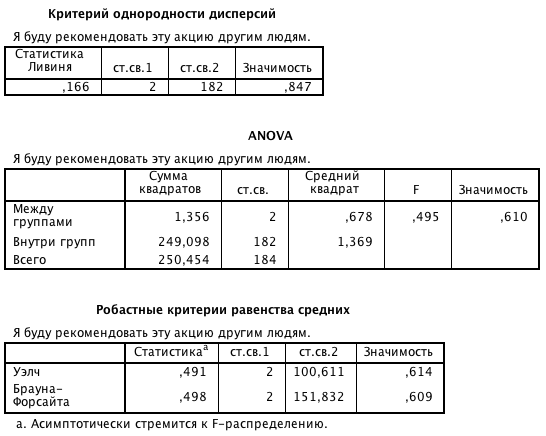 Критерий однородности дисперсий
Я буду рекомендовать эту акцию другим людям.
Статистика Ливиня ст.св.1 ст.св.2 Значимость
,166 2 182 ,847
ANOVA
Я буду рекомендовать эту акцию другим людям.
Сумма квадратов ст.св. Средний квадрат F Значимость
Между группами 1,356 2 ,678 ,495 ,610
Внутри групп 249,098 182 1,369
Всего 250,454 184
Робастные критерии равенства средних
Я буду рекомендовать эту акцию другим людям.
Статистикаa ст.св.1 ст.св.2 Значимость
Уэлч ,491 2 100,611 ,614
Брауна-Форсайта ,498 2 151,832 ,609
a. Асимптотически стремится к F-распределению.